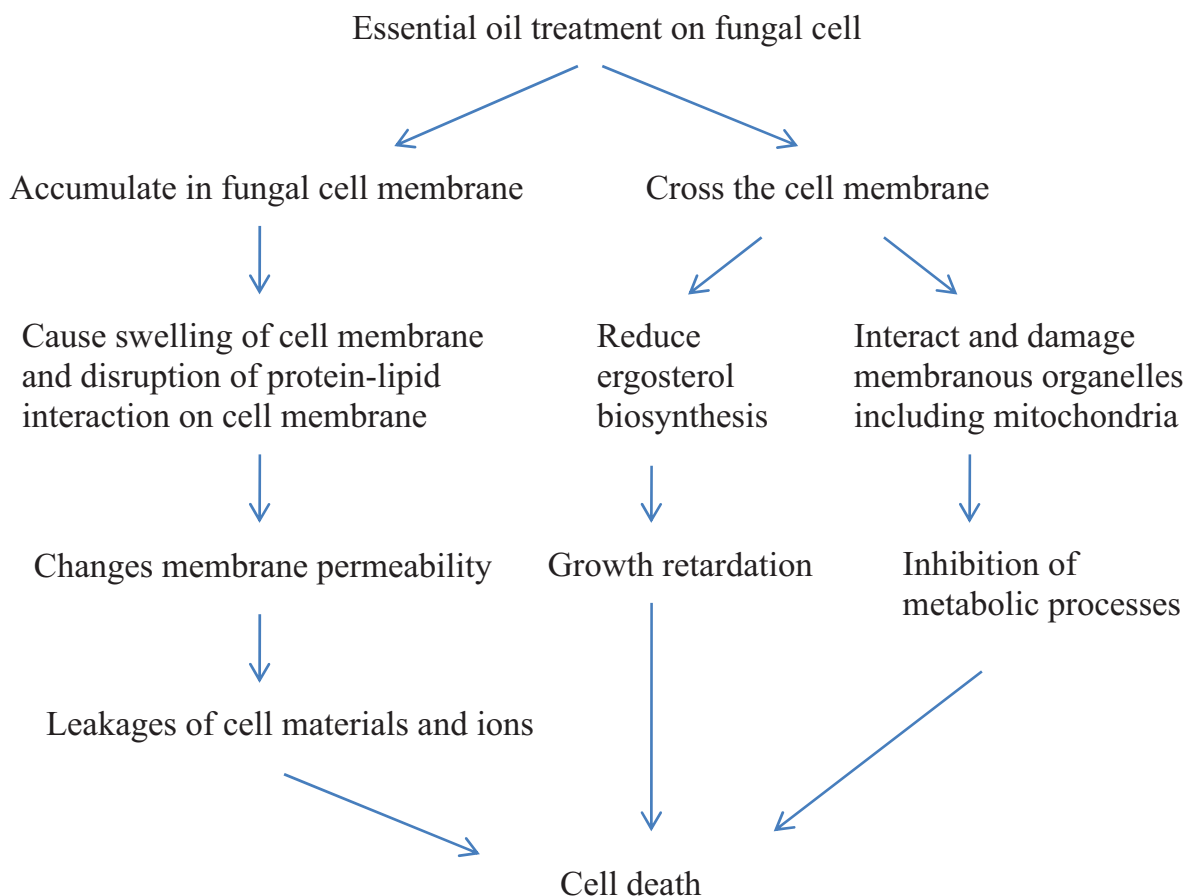 Essential oil treatment on fungal cell
Accumulate in fungal cell membrane
Cross the cell membrane
Cause swelling of cell membrane
and disruption of protein-lipid
interaction on cell membrane
Reduce
ergosterol
biosynthesis
Interact and damage
membranous organelles
including mitochondria
Changes membrane permeability
Growth retardation
Inhibition of
metabolic processes
Leakages of cell materials and ions
Cell death